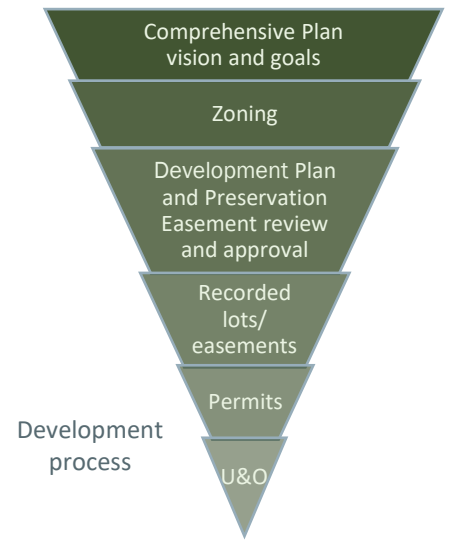 Comprehensive Plan
vision and goals
Zoning
Development Plan
and Preservation
Easement review
and approval
Recorded
lots/
easements
Permits
U&O
Development
process